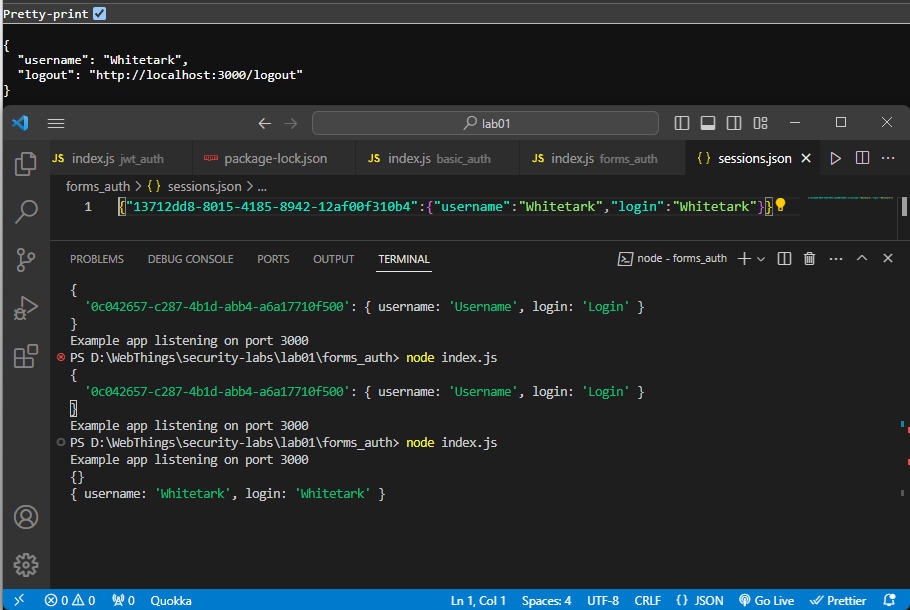 Pretty-print
{
  "username": "Whitetark",
  "logout": "http://localhost:3000/logout"
}
lab01
JS index.js jwt_auth
npm package-lock.json
JS index.js basic_auth
JS index.js forms_auth
{} sessions.json
forms_auth > {} sessions.json > ...
1 {"13712dd8-8015-4185-8942-12af00f310b4":{"username":"Whitetark","login":"Whitetark"}}
PROBLEMS DEBUG CONSOLE PORTS OUTPUT TERMINAL node - forms_auth
{
  '0c042657-c287-4b1d-abb4-a6a17710f500': { username: 'Username', login: 'Login' }
}
Example app listening on port 3000
PS D:\WebThings\security-labs\lab01\forms_auth> node index.js
{
  '0c042657-c287-4b1d-abb4-a6a17710f500': { username: 'Username', login: 'Login' }
}
Example app listening on port 3000
PS D:\WebThings\security-labs\lab01\forms_auth> node index.js
Example app listening on port 3000
{}
{ username: 'Whitetark', login: 'Whitetark' }
0 0 0 Quokka Ln 1, Col 1 Spaces: 4 UTF-8 CRLF {} JSON Go Live Prettier